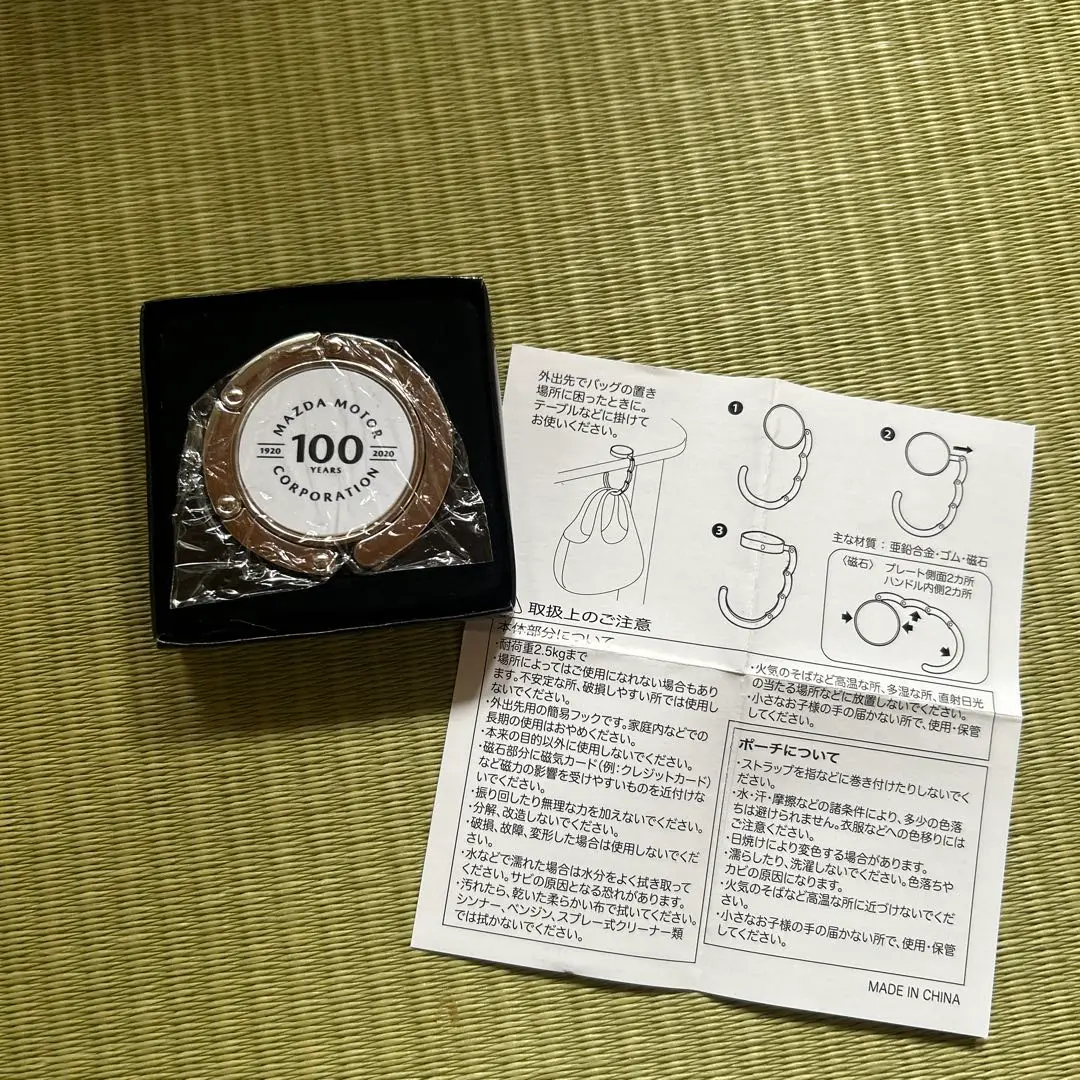 MAZDA MOTOR
1920 100 2020
YEARS
CORPORATION
外出先でバッグの置き
場所に困ったときに。
テーブルなどに掛けて
お使いください。
❶
❷
❸
主な材質：亜鉛合金・ゴム・磁石
〈磁石〉 プレート側面2カ所
ハンドル内側2カ所
取扱上のご注意
本体部分について
・耐荷重2.5kgまで
・場所によってはご使用になれない場合もあり
ます。不安定な所、破損しやすい所では使用し
ないでください。
・外出先用の簡易フックです。家庭内などでの
長期の使用はおやめください。
・本来の目的以外に使用しないでください。
・磁石部分に磁気カード(例：クレジットカード)
など磁力の影響を受けやすいものを近付けな
いでください。
・振り回したり無理な力を加えないでください。
・分解、改造しないでください。
・破損、故障、変形した場合は使用しないでくだ
さい。
・水などで濡れた場合は水分をよく拭き取って
ください。サビの原因となる恐れがあります。
・汚れたら、乾いた柔らかい布で拭いてください。
シンナー、ベンジン、スプレー式クリーナー類
では拭かないでください。
・火気のそばなど高温な所、多湿な所、直射日光
の当たる場所などに放置しないでください。
・小さなお子様の手の届かない所で、使用・保管
してください。
ポーチについて
・ストラップを指などに巻き付けたりしないでく
ださい。
・水・汗・摩擦などの諸条件により、多少の色落
ちは避けられません。衣服などへの色移りには
ご注意ください。
・日焼けにより変色する場合があります。
・濡らしたり、洗濯しないでください。色落ちや
カビの原因になります。
・火気のそばなど高温な所に近づけないでくだ
さい。
・小さなお子様の手の届かない所で、使用・保管
してください。
MADE IN CHINA